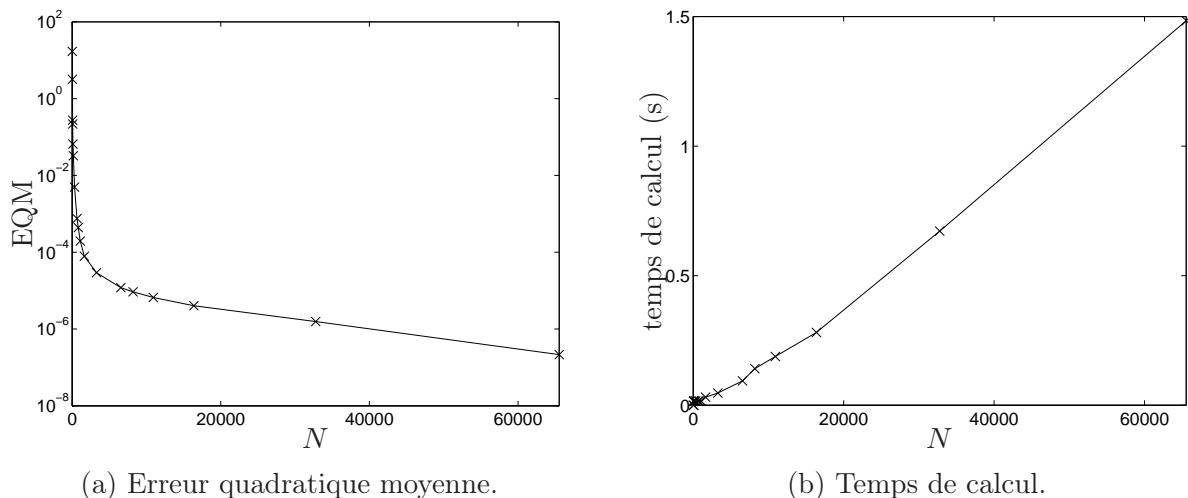 10^2
10^0
10^-2
10^-4
10^-6
10^-8
EQM
0 20000 40000 60000
N
(a) Erreur quadratique moyenne.
1.5
1
0.5
0
temps de calcul (s)
0 20000 40000 60000
N
(b) Temps de calcul.